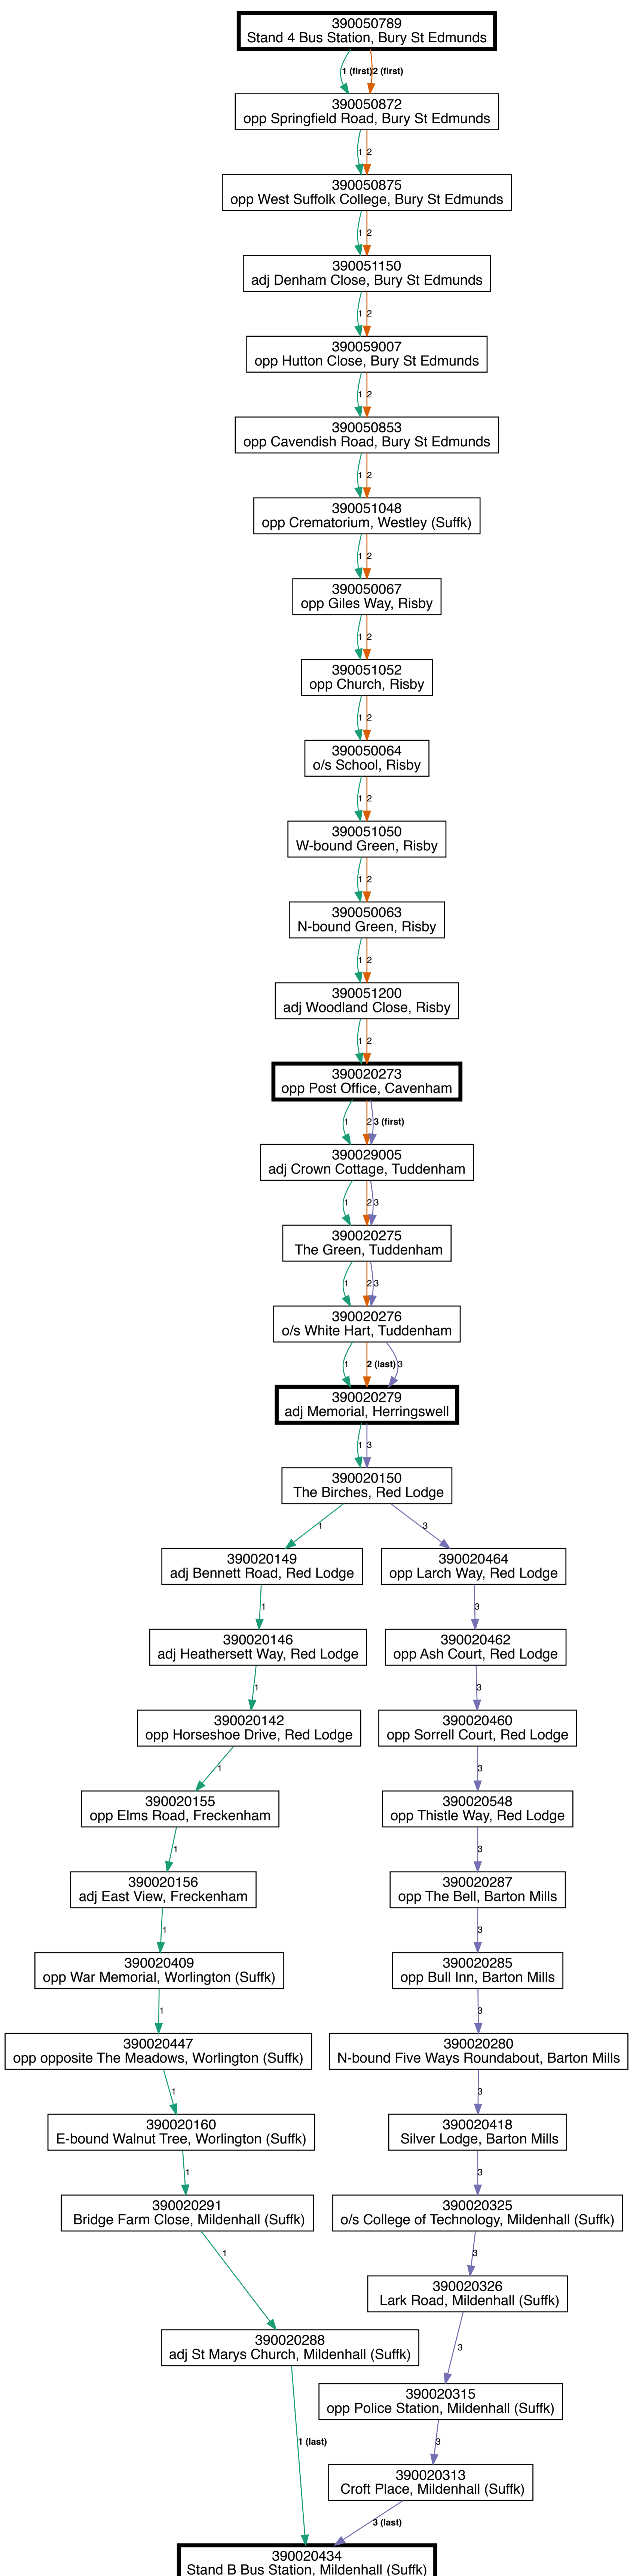 390050789
Stand 4 Bus Station, Bury St Edmunds
1 (first) 2 (first)
390050872
opp Springfield Road, Bury St Edmunds
1 2
390050875
opp West Suffolk College, Bury St Edmunds
1 2
390051150
adj Denham Close, Bury St Edmunds
1 2
390059007
opp Hutton Close, Bury St Edmunds
1 2
390050853
opp Cavendish Road, Bury St Edmunds
1 2
390051048
opp Crematorium, Westley (Suffk)
1 2
390050067
opp Giles Way, Risby
1 2
390051052
opp Church, Risby
1 2
390050064
o/s School, Risby
1 2
390051050
W-bound Green, Risby
1 2
390050063
N-bound Green, Risby
1 2
390051200
adj Woodland Close, Risby
1 2
390020273
opp Post Office, Cavenham
1 2 3 (first)
390029005
adj Crown Cottage, Tuddenham
1 2 3
390020275
The Green, Tuddenham
1 2 3
390020276
o/s White Hart, Tuddenham
1 2 (last) 3
390020279
adj Memorial, Herringswell
1 3
390020150
The Birches, Red Lodge
1 3
390020149
adj Bennett Road, Red Lodge
390020464
opp Larch Way, Red Lodge
1 3
390020146
adj Heathersett Way, Red Lodge
390020462
opp Ash Court, Red Lodge
1 3
390020142
opp Horseshoe Drive, Red Lodge
390020460
opp Sorrell Court, Red Lodge
1 3
390020155
opp Elms Road, Freckenham
390020548
opp Thistle Way, Red Lodge
1 3
390020156
adj East View, Freckenham
390020287
opp The Bell, Barton Mills
1 3
390020409
opp War Memorial, Worlington (Suffk)
390020285
opp Bull Inn, Barton Mills
1 3
390020447
opp opposite The Meadows, Worlington (Suffk)
390020280
N-bound Five Ways Roundabout, Barton Mills
1 3
390020160
E-bound Walnut Tree, Worlington (Suffk)
390020418
Silver Lodge, Barton Mills
1 3
390020291
Bridge Farm Close, Mildenhall (Suffk)
390020325
o/s College of Technology, Mildenhall (Suffk)
1 3
390020326
Lark Road, Mildenhall (Suffk)
390020288
adj St Marys Church, Mildenhall (Suffk)
3
390020315
opp Police Station, Mildenhall (Suffk)
1 (last) 3
390020313
Croft Place, Mildenhall (Suffk)
3 (last)
390020434
Stand B Bus Station, Mildenhall (Suffk)